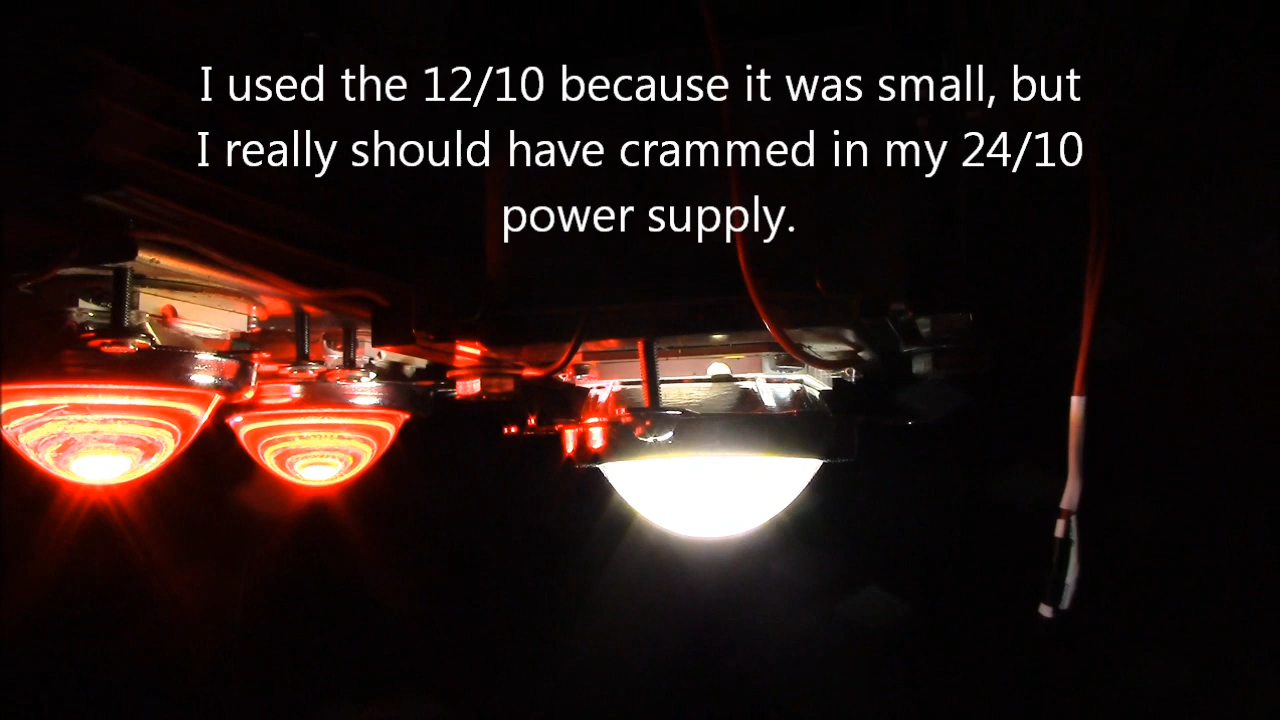 I used the 12/10 because it was small, but
I really should have crammed in my 24/10
power supply.